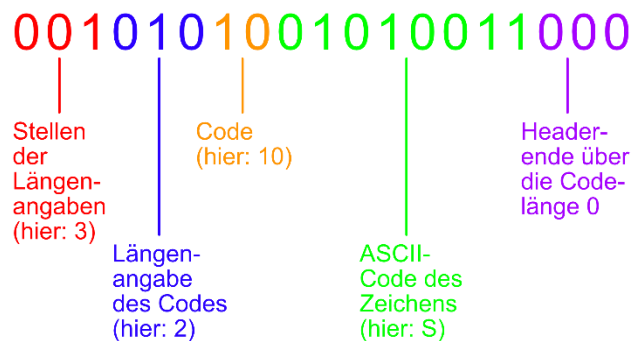 0010101001010011000
Stellen
der
Längen-
angaben
(hier: 3)
Längen-
angabe
des Codes
(hier: 2)
Code
(hier: 10)
ASCII-
Code des
Zeichens
(hier: S)
Header-
ende über
die Code-
länge 0